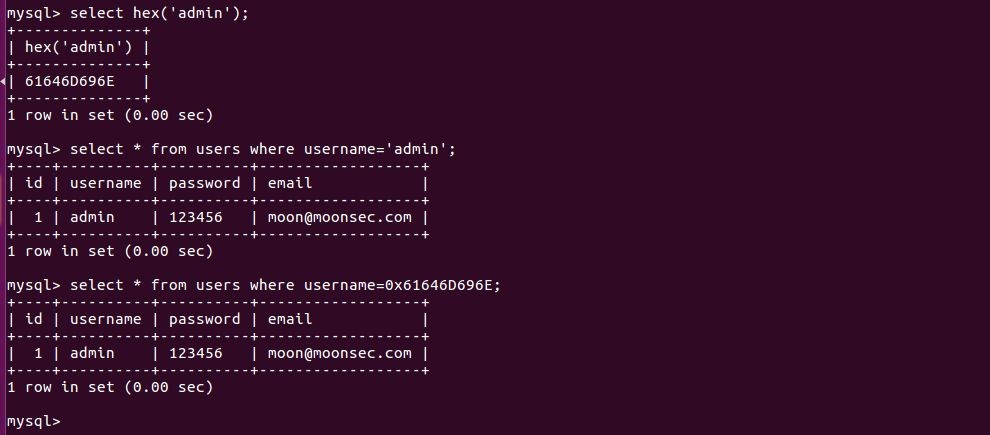 mysql> select hex('admin');
+--------------+
| hex('admin') |
+--------------+
| 61646D696E   |
+--------------+
1 row in set (0.00 sec)

mysql> select * from users where username='admin';
+----+----------+----------+------------------+
| id | username | password | email            |
+----+----------+----------+------------------+
|  1 | admin    | 123456   | moon@moonsec.com |
+----+----------+----------+------------------+
1 row in set (0.00 sec)

mysql> select * from users where username=0x61646D696E;
+----+----------+----------+------------------+
| id | username | password | email            |
+----+----------+----------+------------------+
|  1 | admin    | 123456   | moon@moonsec.com |
+----+----------+----------+------------------+
1 row in set (0.00 sec)

mysql>